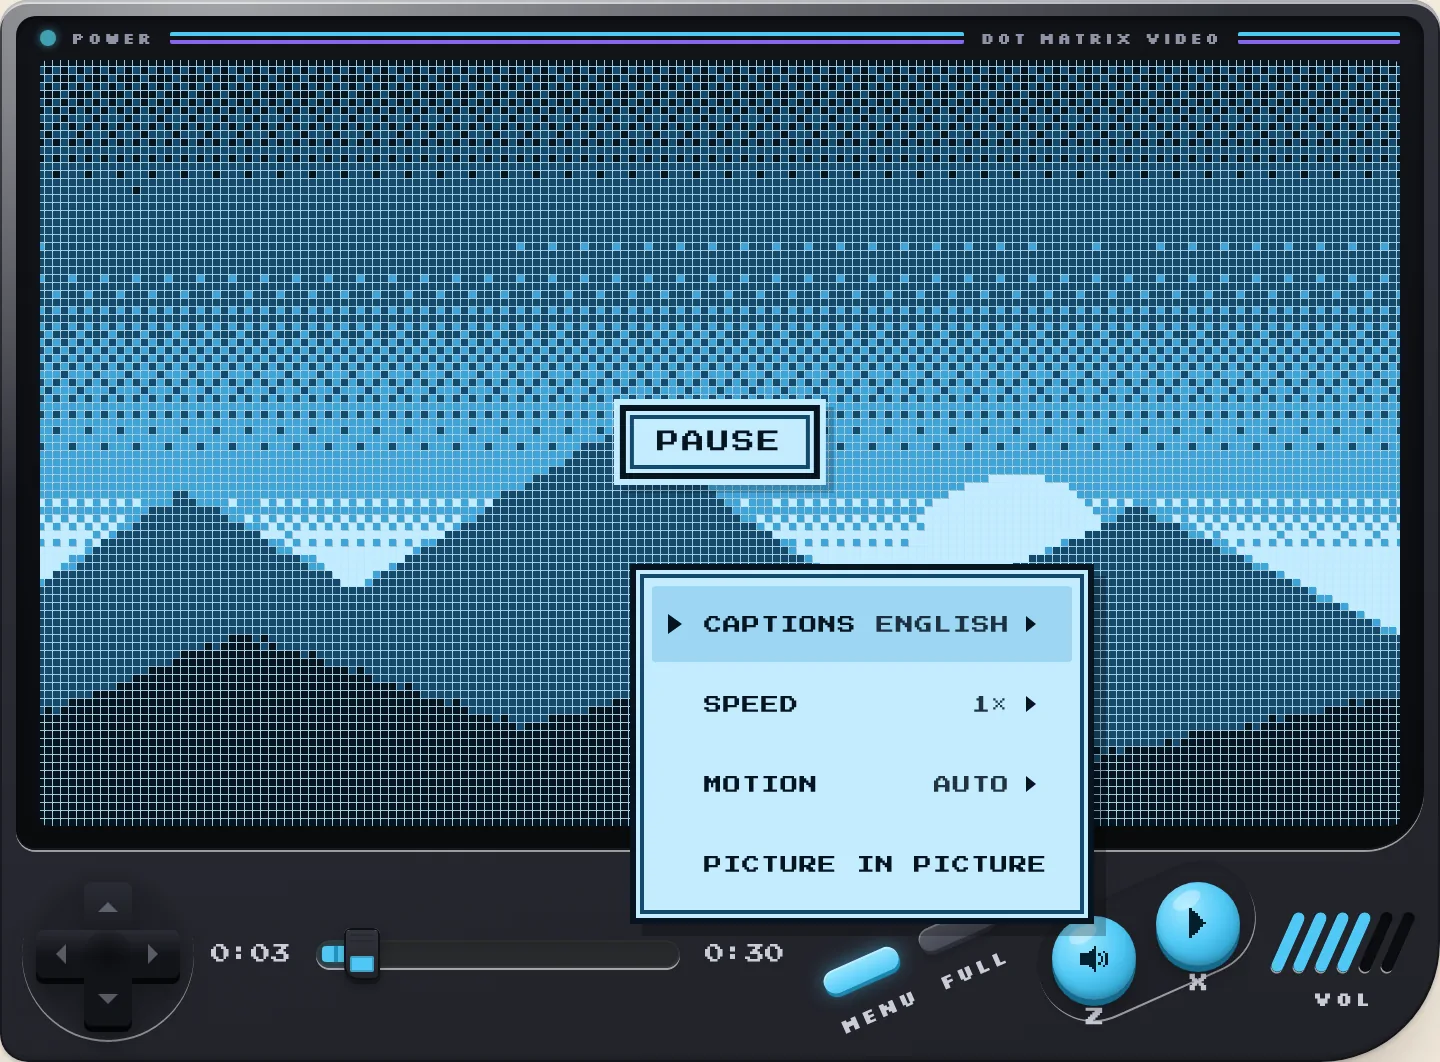 POWER
DOT MATRIX VIDEO
PAUSE
CAPTIONS ENGLISH
SPEED 1×
MOTION AUTO
PICTURE IN PICTURE
0:03
0:30
MENU
FULL
Z
X
VOL